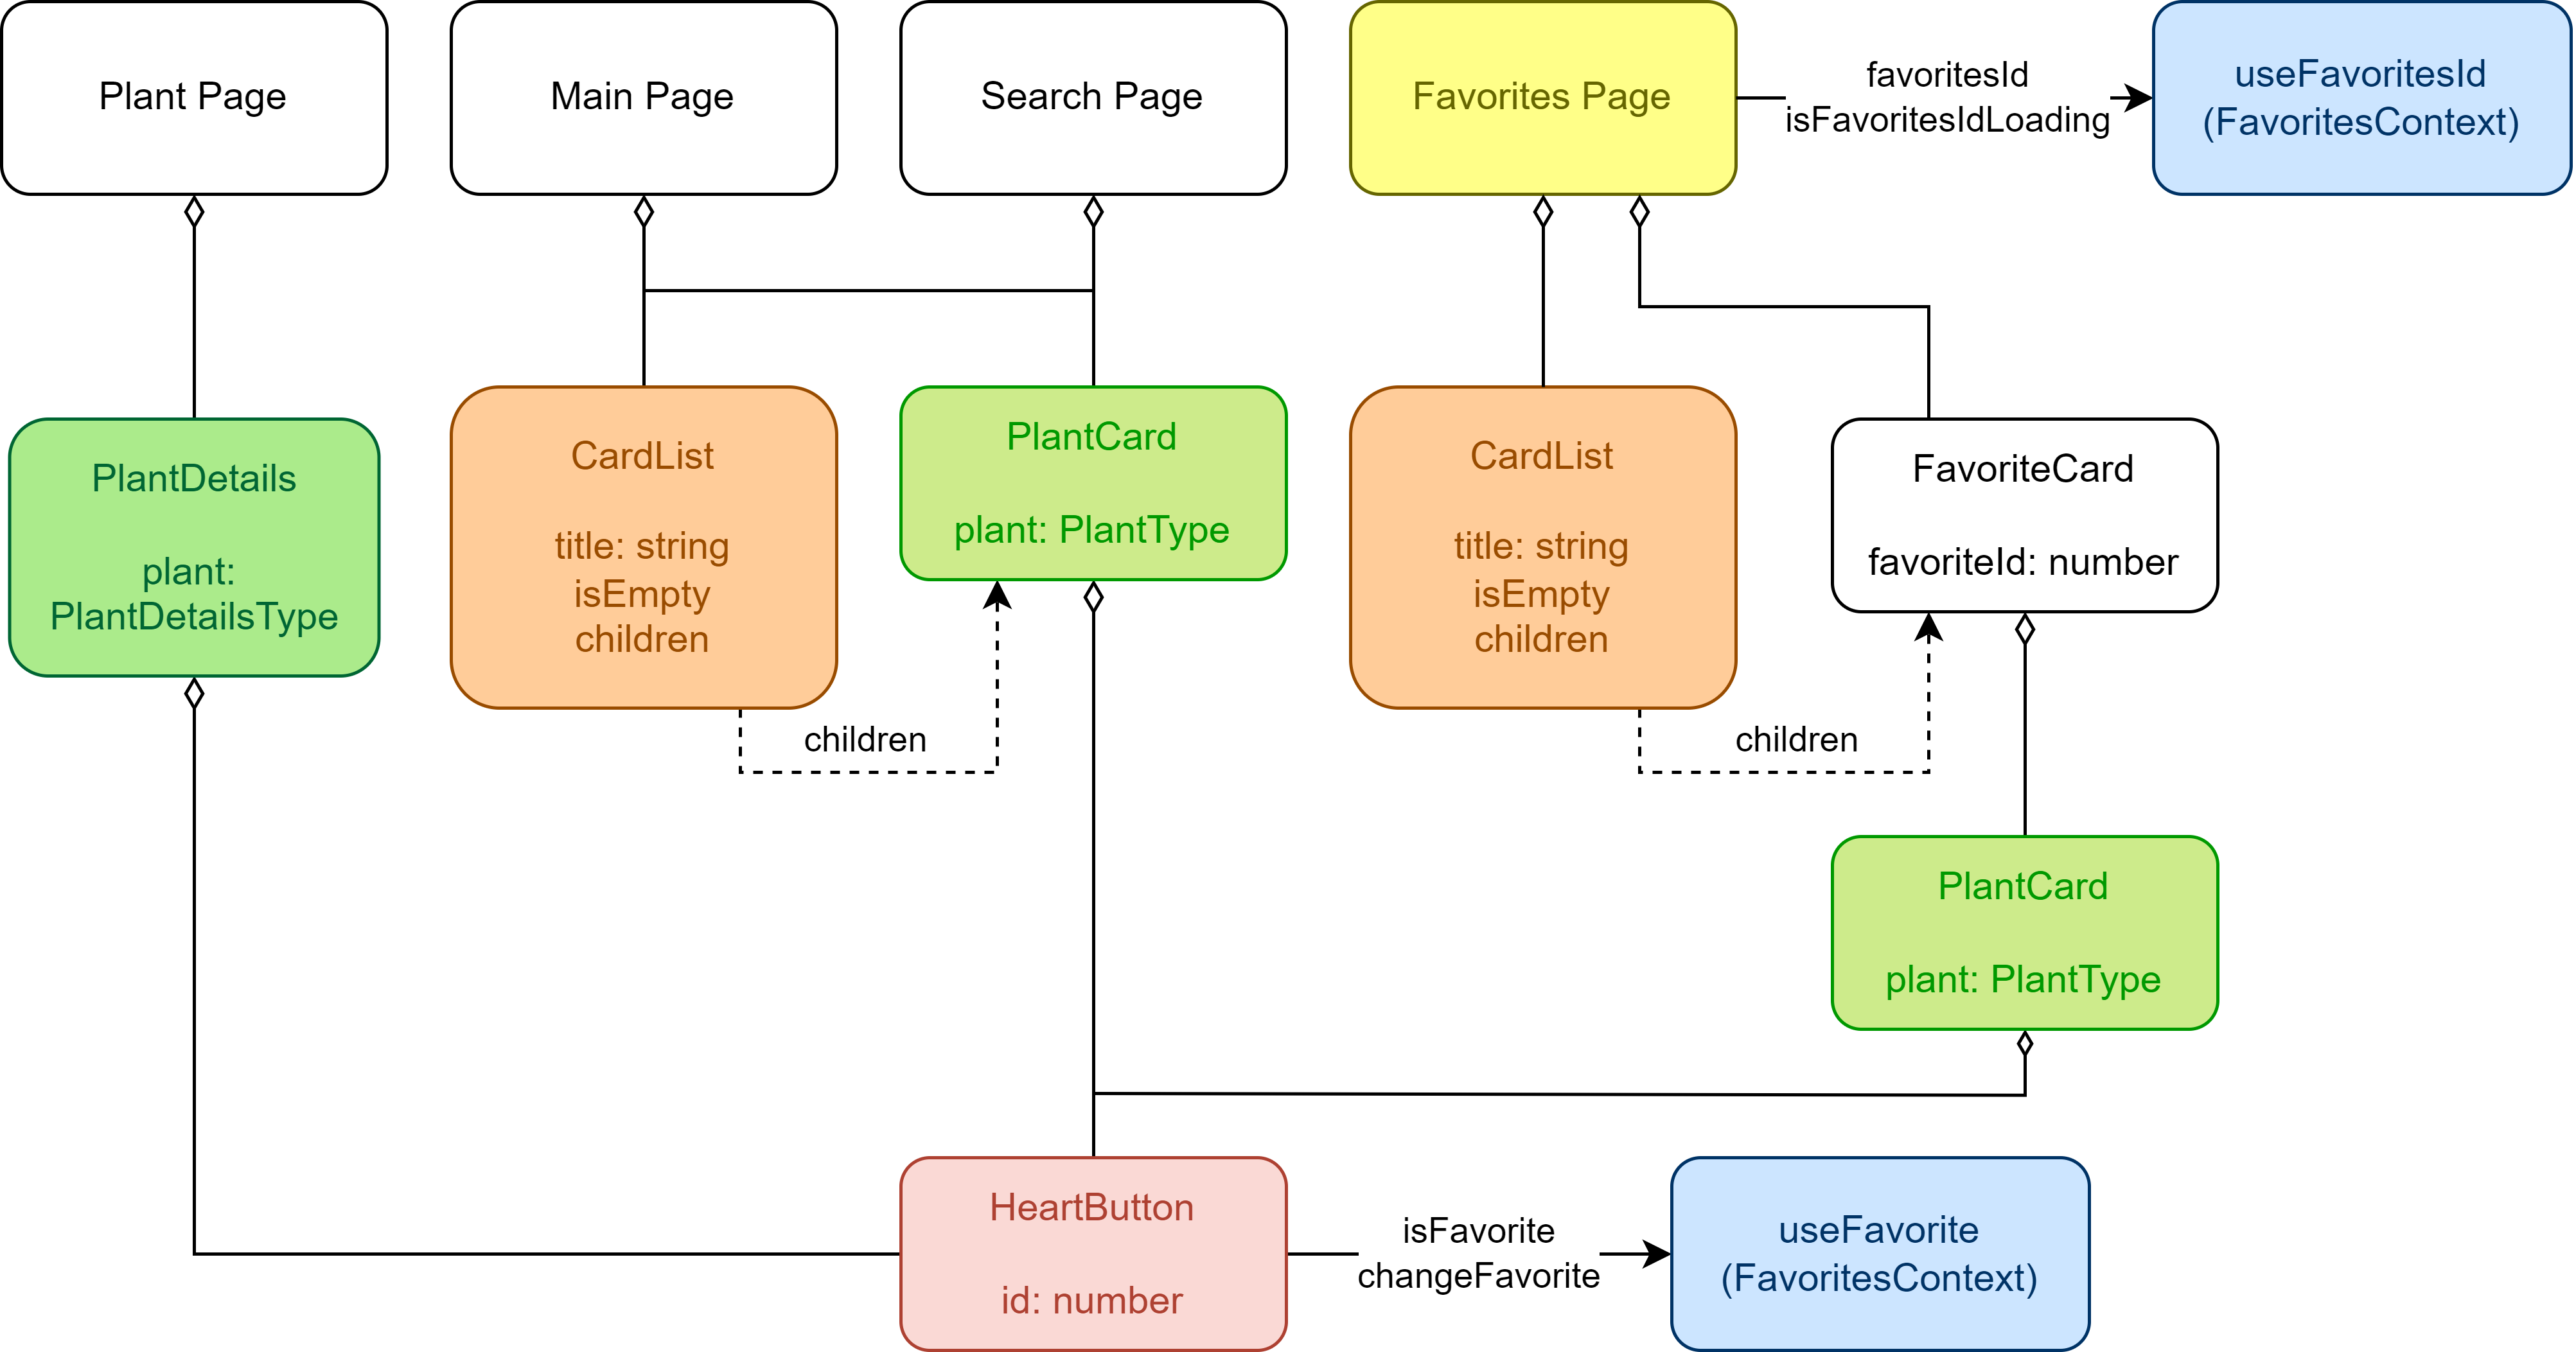 Plant Page
Main Page
Search Page
Favorites Page
favoritesId
isFavoritesIdLoading
useFavoritesId
(FavoritesContext)
PlantDetails
plant:
PlantDetailsType
CardList
title: string
isEmpty
children
PlantCard
plant: PlantType
CardList
title: string
isEmpty
children
FavoriteCard
favoriteId: number
children
children
PlantCard
plant: PlantType
HeartButton
id: number
isFavorite
changeFavorite
useFavorite
(FavoritesContext)